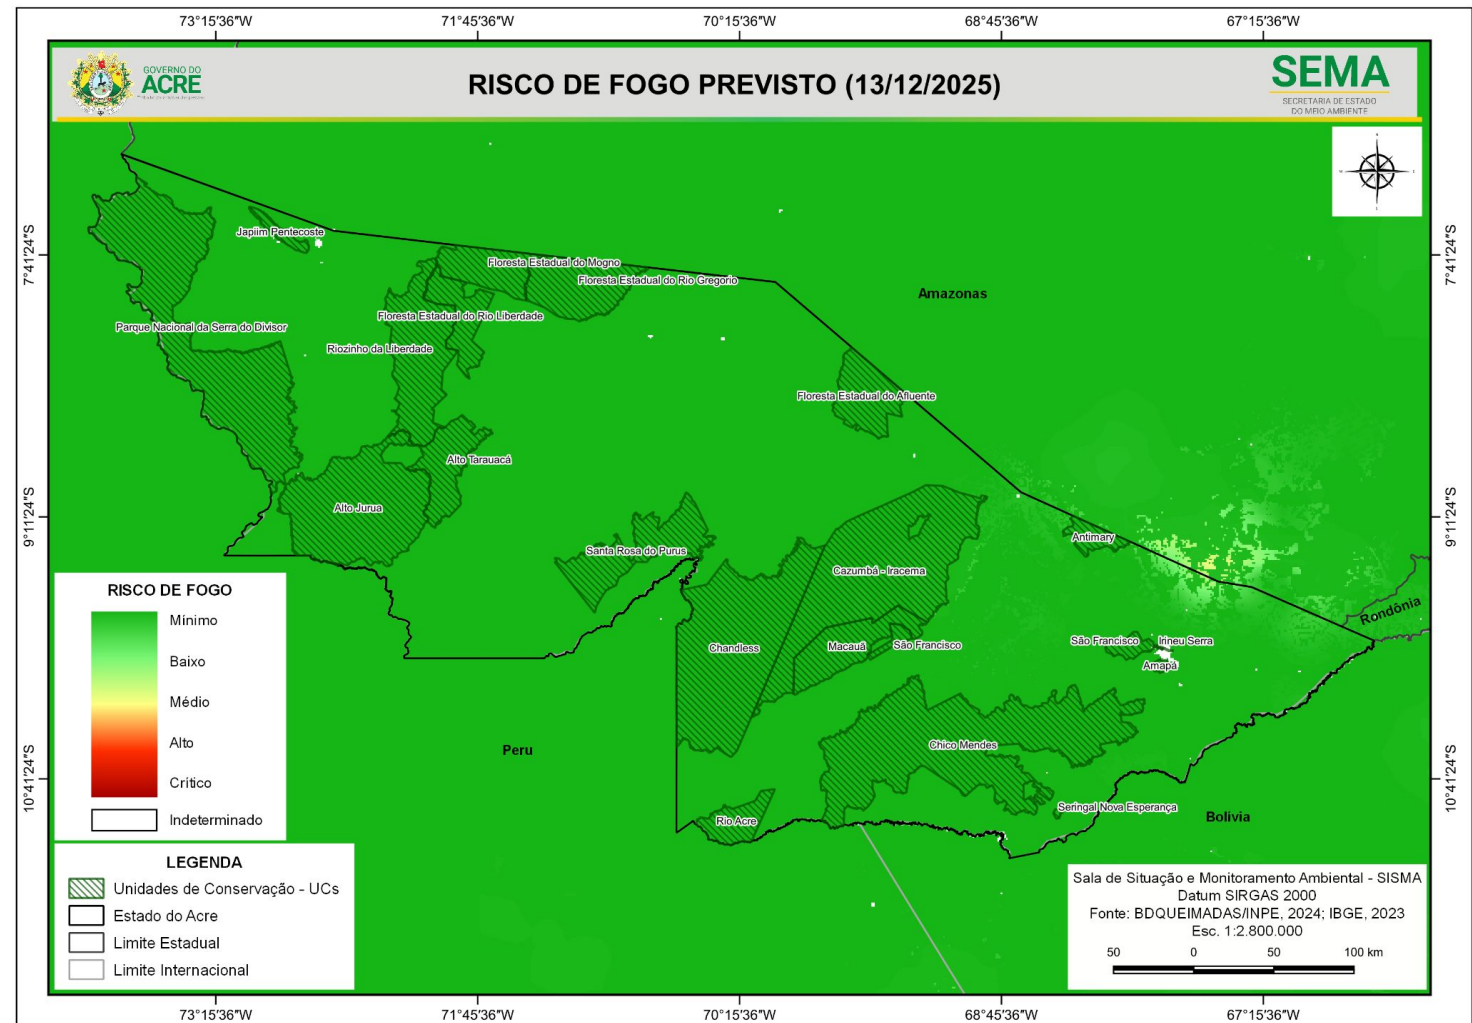 73°15'36"W 71°45'36"W 70°15'36"W 68°45'36"W 67°15'36"W
GOVERNO DO
ACRE
RISCO DE FOGO PREVISTO (13/12/2025)
SEMA
SECRETARIA DE ESTADO
DO MEIO AMBIENTE
7°41'24"S
7°41'24"S
Japiim Pentecoste
Floresta Estadual do Mogno
Floresta Estadual do Rio Gregorio
Amazonas
Floresta Estadual do Rio Liberdade
Parque Nacional da Serra do Divisor
Riozinho da Liberdade
Floresta Estadual do Afluente
Alto Tarauacá
Alto Jurua
9°11'24"S
9°11'24"S
Antimary
Santa Rosa do Purus
Cazumbá - Iracema
Rondônia
Chandless
Macauã
São Francisco
São Francisco
Irineu Serra
Amapá
Peru
Chico Mendes
10°41'24"S
10°41'24"S
Seringal Nova Esperança
Rio Acre
Bolivia
RISCO DE FOGO
Mínimo
Baixo
Médio
Alto
Crítico
Indeterminado
LEGENDA
Unidades de Conservação - UCs
Estado do Acre
Limite Estadual
Limite Internacional
Sala de Situação e Monitoramento Ambiental - SISMA
Datum SIRGAS 2000
Fonte: BDQUEIMADAS/INPE, 2024; IBGE, 2023
Esc. 1:2.800.000
50 0 50 100 km
73°15'36"W 71°45'36"W 70°15'36"W 68°45'36"W 67°15'36"W